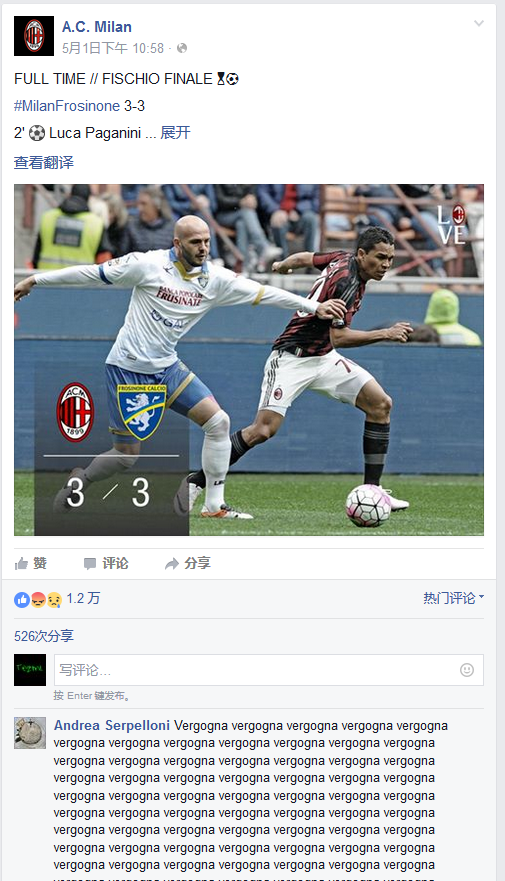 A.C. Milan
5月1日下午 10:58 ·
FULL TIME // FISCHIO FINALE ⌛⚽
#MilanFrosinone 3-3
2' ⚽ Luca Paganini ... 展开
查看翻译
LOVE
BANCA POPOLARE
FRUSINATE
7
ACM
1899
FROSINONE CALCIO
3 / 3
赞 评论 分享
1.2 万 热门评论
526次分享
写评论...
按 Enter 键发布。
Andrea Serpelloni Vergogna vergogna vergogna vergogna vergogna
vergogna vergogna vergogna vergogna vergogna vergogna vergogna
vergogna vergogna vergogna vergogna vergogna vergogna vergogna
vergogna vergogna vergogna vergogna vergogna vergogna vergogna
vergogna vergogna vergogna vergogna vergogna vergogna vergogna
vergogna vergogna vergogna vergogna vergogna vergogna vergogna
vergogna vergogna vergogna vergogna vergogna vergogna vergogna
vergogna vergogna vergogna vergogna vergogna vergogna vergogna
vergogna vergogna vergogna vergogna vergogna vergogna vergogna